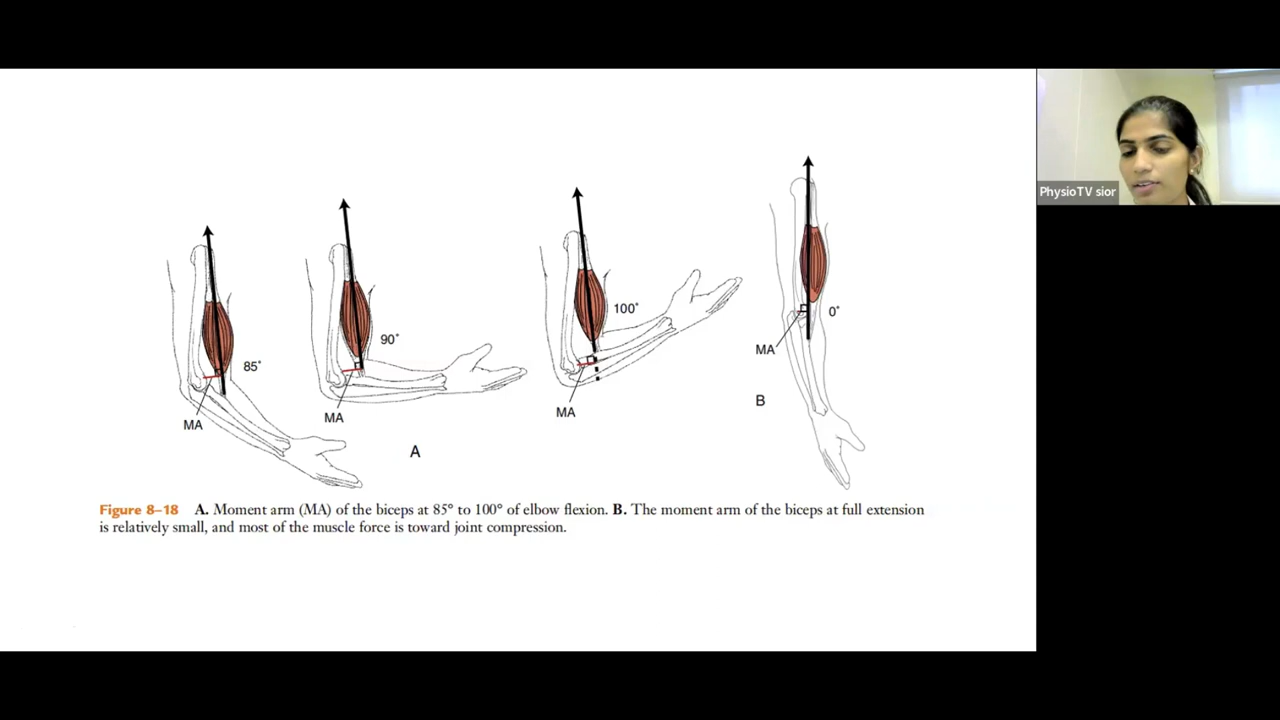 PhysioTV sior
85˚
MA
90˚
MA
100˚
MA
0˚
MA
A
B
Figure 8–18 A. Moment arm (MA) of the biceps at 85° to 100° of elbow flexion. B. The moment arm of the biceps at full extension
is relatively small, and most of the muscle force is toward joint compression.